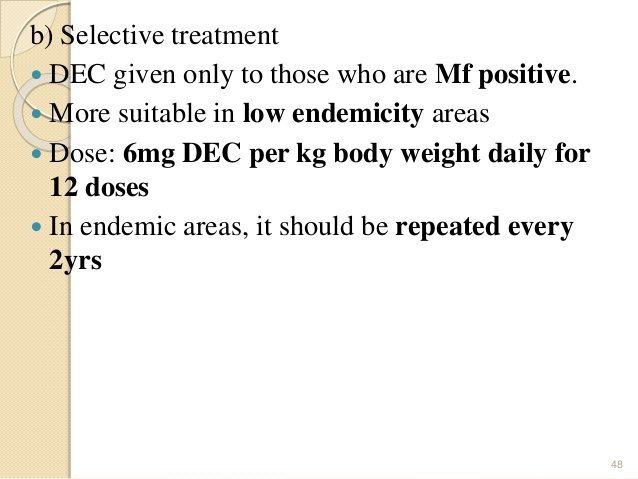 b) Selective treatment
• DEC given only to those who are Mf positive.
• More suitable in low endemicity areas
• Dose: 6mg DEC per kg body weight daily for
12 doses
• In endemic areas, it should be repeated every
2yrs
48